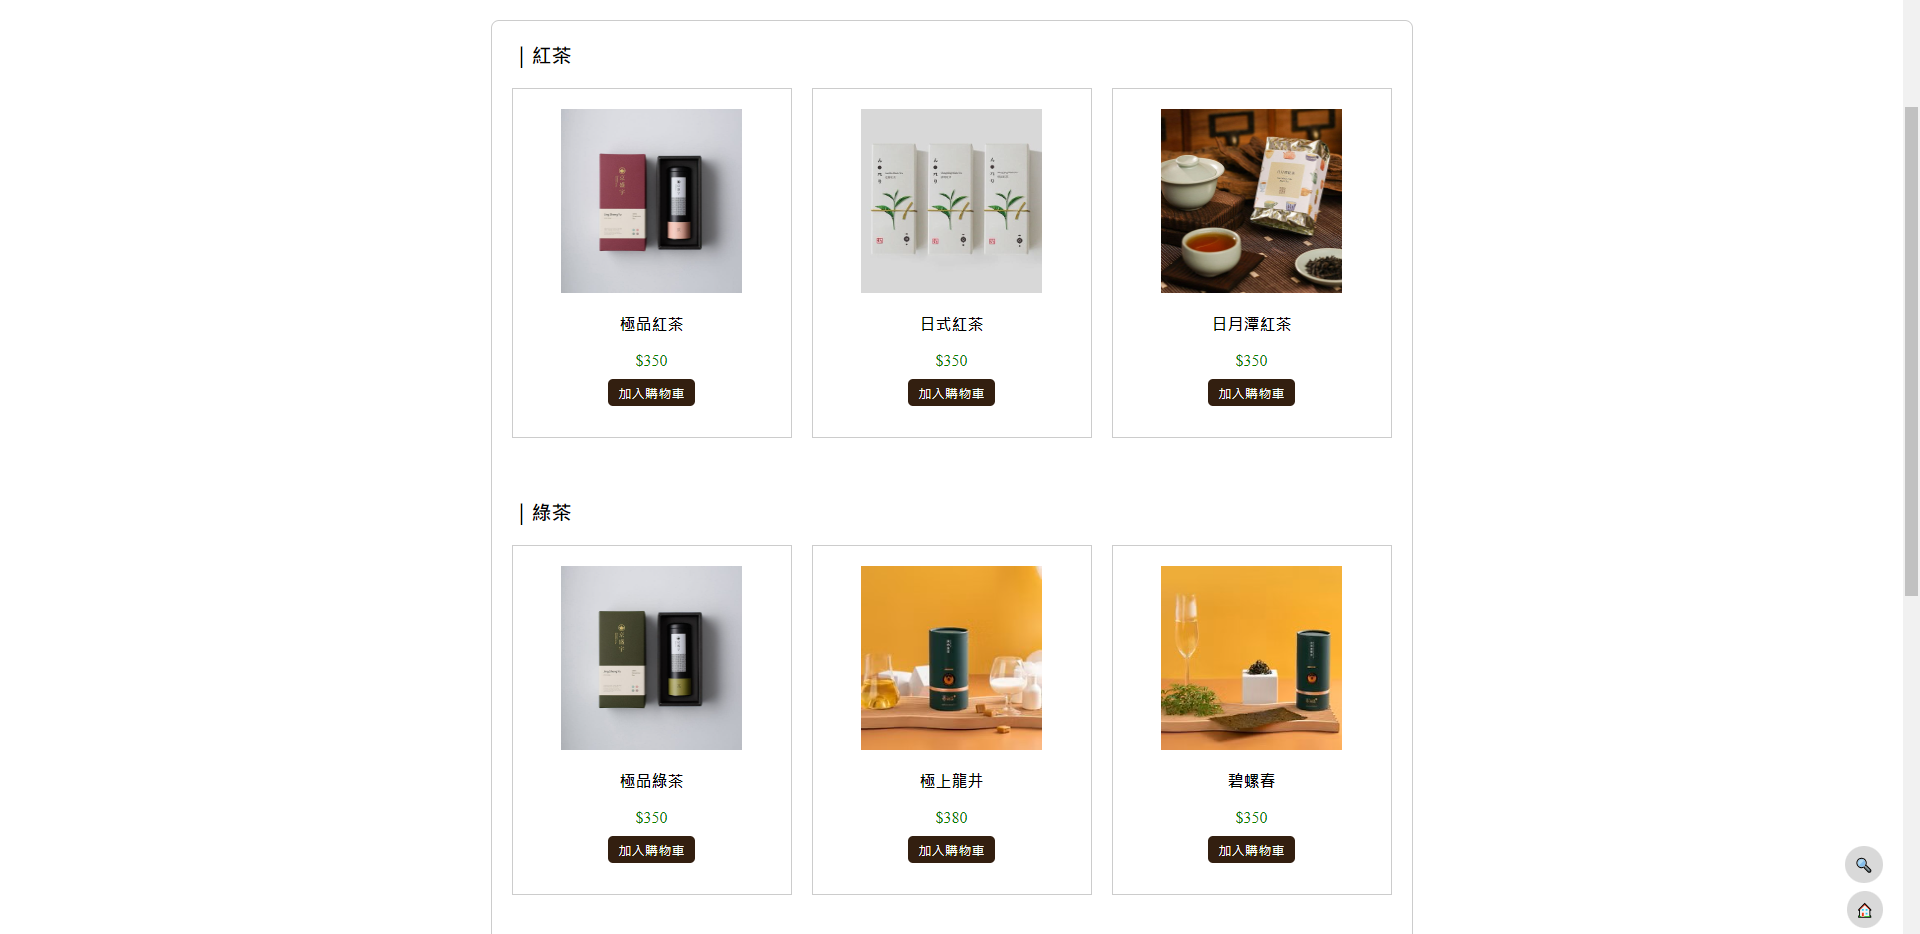 | 紅茶
極品紅茶
$350
加入購物車
日式紅茶
$350
加入購物車
日月潭紅茶
$350
加入購物車
| 綠茶
極品綠茶
$350
加入購物車
極上龍井
$380
加入購物車
碧螺春
$350
加入購物車